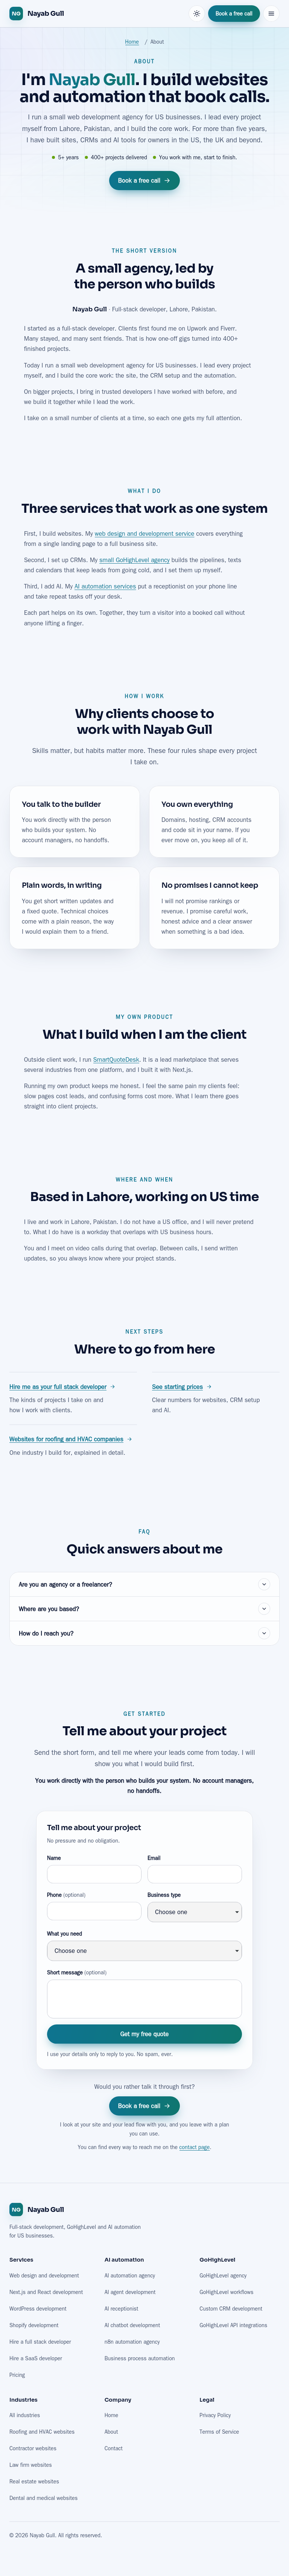 NG Nayab Gull Book a free call
Home / About
ABOUT
I'm Nayab Gull. I build websites
and automation that book calls.
I run a small web development agency for US businesses. I lead every project
myself from Lahore, Pakistan, and I build the core work. For more than five years,
I have built sites, CRMs and AI tools for owners in the US, the UK and beyond.
5+ years 400+ projects delivered You work with me, start to finish.
Book a free call →
THE SHORT VERSION
A small agency, led by
the person who builds
Nayab Gull · Full-stack developer, Lahore, Pakistan.
I started as a full-stack developer. Clients first found me on Upwork and Fiverr.
Many stayed, and many sent friends. That is how one-off gigs turned into 400+
finished projects.
Today I run a small web development agency for US businesses. I lead every project
myself, and I build the core work: the site, the CRM setup and the automation.
On bigger projects, I bring in trusted developers I have worked with before, and
we build it together while I lead the work.
I take on a small number of clients at a time, so each one gets my full attention.
WHAT I DO
Three services that work as one system
First, I build websites. My web design and development service covers everything
from a single landing page to a full business site.
Second, I set up CRMs. My small GoHighLevel agency builds the pipelines, texts
and calendars that keep leads from going cold, and I set them up myself.
Third, I add AI. My AI automation services put a receptionist on your phone line
and take repeat tasks off your desk.
Each part helps on its own. Together, they turn a visitor into a booked call without
anyone lifting a finger.
HOW I WORK
Why clients choose to
work with Nayab Gull
Skills matter, but habits matter more. These four rules shape every project
I take on.
You talk to the builder
You work directly with the person
who builds your system. No
account managers, no handoffs.
You own everything
Domains, hosting, CRM accounts
and code sit in your name. If you
ever move on, you keep all of it.
Plain words, in writing
You get short written updates and
a fixed quote. Technical choices
come with a plain reason, the way
I would explain them to a friend.
No promises I cannot keep
I will not promise rankings or
revenue. I promise careful work,
honest advice and a clear answer
when something is a bad idea.
MY OWN PRODUCT
What I build when I am the client
Outside client work, I run SmartQuoteDesk. It is a lead marketplace that serves
several industries from one platform, and I built it with Next.js.
Running my own product keeps me honest. I feel the same pain my clients feel:
slow pages cost leads, and confusing forms cost more. What I learn there goes
straight into client projects.
WHERE AND WHEN
Based in Lahore, working on US time
I live and work in Lahore, Pakistan. I do not have a US office, and I will never pretend
to. What I do have is a workday that overlaps with US business hours.
You and I meet on video calls during that overlap. Between calls, I send written
updates, so you always know where your project stands.
NEXT STEPS
Where to go from here
Hire me as your full stack developer →
The kinds of projects I take on and
how I work with clients.
See starting prices →
Clear numbers for websites, CRM setup
and AI.
Websites for roofing and HVAC companies →
One industry I build for, explained in detail.
FAQ
Quick answers about me
Are you an agency or a freelancer?
Where are you based?
How do I reach you?
GET STARTED
Tell me about your project
Send the short form, and tell me where your leads come from today. I will
show you what I would build first.
You work directly with the person who builds your system. No account managers,
no handoffs.
Tell me about your project
No pressure and no obligation.
Name Email
Phone (optional) Business type
Choose one
What you need
Choose one
Short message (optional)
Get my free quote
I use your details only to reply to you. No spam, ever.
Would you rather talk it through first?
Book a free call →
I look at your site and your lead flow with you, and you leave with a plan
you can use.
You can find every way to reach me on the contact page.
NG Nayab Gull
Full-stack development, GoHighLevel and AI automation
for US businesses.
Services
Web design and development
Next.js and React development
WordPress development
Shopify development
Hire a full stack developer
Hire a SaaS developer
Pricing
AI automation
AI automation agency
AI agent development
AI receptionist
AI chatbot development
n8n automation agency
Business process automation
GoHighLevel
GoHighLevel agency
GoHighLevel workflows
Custom CRM development
GoHighLevel API integrations
Industries
All industries
Roofing and HVAC websites
Contractor websites
Law firm websites
Real estate websites
Dental and medical websites
Company
Home
About
Contact
Legal
Privacy Policy
Terms of Service
© 2026 Nayab Gull. All rights reserved.